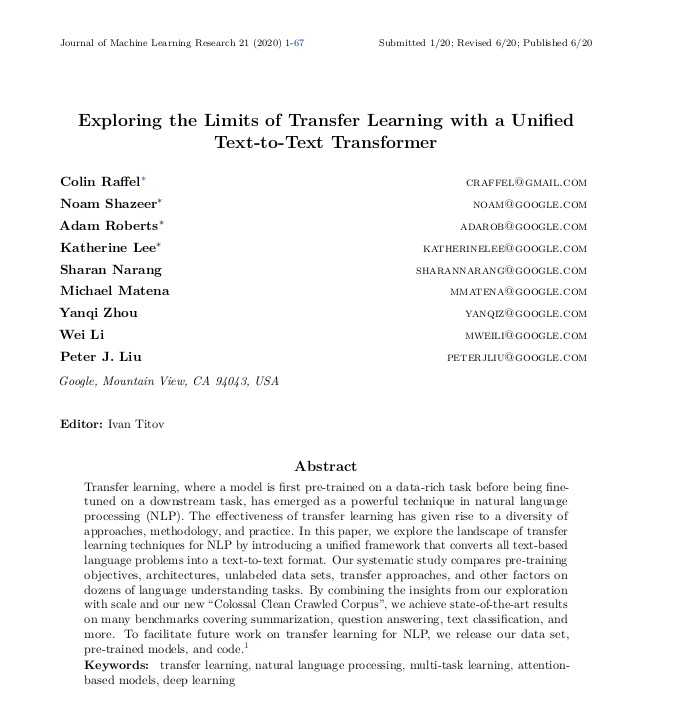 Journal of Machine Learning Research 21 (2020) 1-67 Submitted 1/20; Revised 6/20; Published 6/20
Exploring the Limits of Transfer Learning with a Unified
Text-to-Text Transformer
Colin Raffel* CRAFFEL@GMAIL.COM
Noam Shazeer* NOAM@GOOGLE.COM
Adam Roberts* ADAROB@GOOGLE.COM
Katherine Lee* KATHERINELEE@GOOGLE.COM
Sharan Narang SHARANNARANG@GOOGLE.COM
Michael Matena MMATENA@GOOGLE.COM
Yanqi Zhou YANQIZ@GOOGLE.COM
Wei Li MWEILI@GOOGLE.COM
Peter J. Liu PETERJLIU@GOOGLE.COM
Google, Mountain View, CA 94043, USA
Editor: Ivan Titov
Abstract
Transfer learning, where a model is first pre-trained on a data-rich task before being fine-
tuned on a downstream task, has emerged as a powerful technique in natural language
processing (NLP). The effectiveness of transfer learning has given rise to a diversity of
approaches, methodology, and practice. In this paper, we explore the landscape of transfer
learning techniques for NLP by introducing a unified framework that converts all text-based
language problems into a text-to-text format. Our systematic study compares pre-training
objectives, architectures, unlabeled data sets, transfer approaches, and other factors on
dozens of language understanding tasks. By combining the insights from our exploration
with scale and our new “Colossal Clean Crawled Corpus”, we achieve state-of-the-art results
on many benchmarks covering summarization, question answering, text classification, and
more. To facilitate future work on transfer learning for NLP, we release our data set,
pre-trained models, and code.1
Keywords: transfer learning, natural language processing, multi-task learning, attention-
based models, deep learning